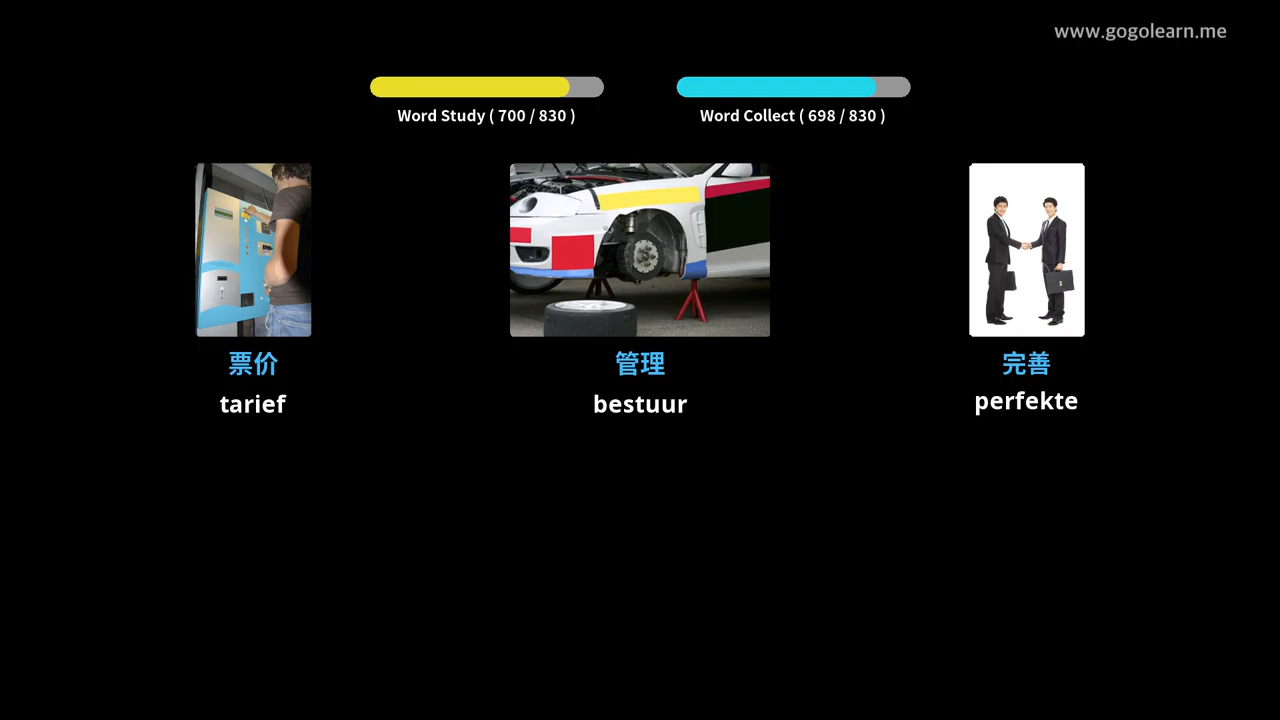 www.gogolearn.me
Word Study ( 700 / 830 )
Word Collect ( 698 / 830 )
票价
管理
完善
tarief
bestuur
perfekte